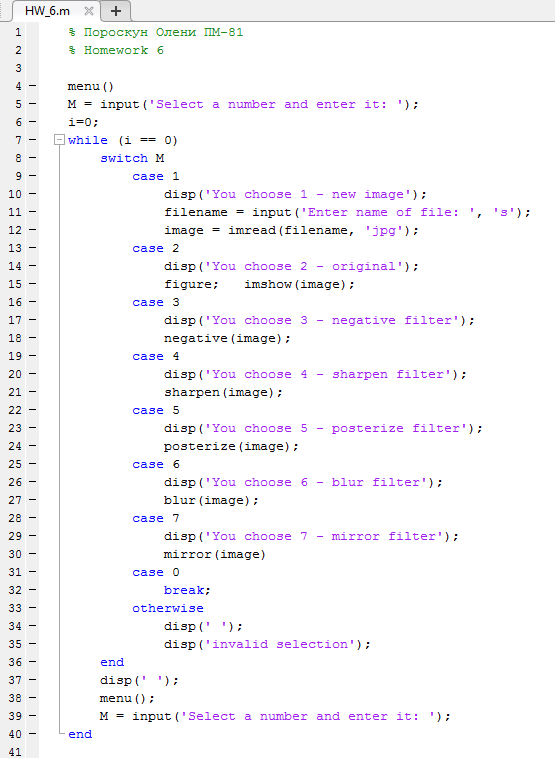 HW_6.m × +
1 % Пороскун Олени ПМ-81
2 % Homework 6
3
4 – menu()
5 – M = input('Select a number and enter it: ');
6 – i=0;
7 – while (i == 0)
8 – switch M
9 – case 1
10 – disp('You choose 1 - new image');
11 – filename = input('Enter name of file: ', 's');
12 – image = imread(filename, 'jpg');
13 – case 2
14 – disp('You choose 2 - original');
15 – figure; imshow(image);
16 – case 3
17 – disp('You choose 3 - negative filter');
18 – negative(image);
19 – case 4
20 – disp('You choose 4 - sharpen filter');
21 – sharpen(image);
22 – case 5
23 – disp('You choose 5 - posterize filter');
24 – posterize(image);
25 – case 6
26 – disp('You choose 6 - blur filter');
27 – blur(image);
28 – case 7
29 – disp('You choose 7 - mirror filter');
30 – mirror(image)
31 – case 0
32 – break;
33 – otherwise
34 – disp(' ');
35 – disp('invalid selection');
36 – end
37 – disp(' ');
38 – menu();
39 – M = input('Select a number and enter it: ');
40 – end
41